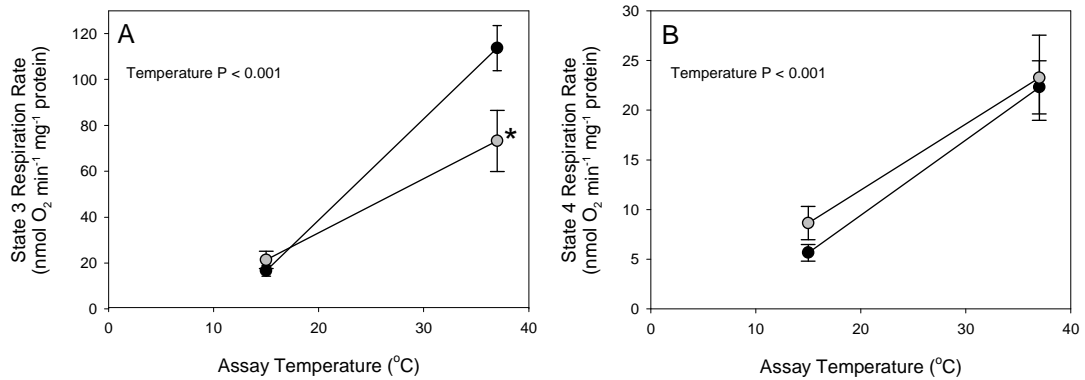 A
Temperature P < 0.001
State 3 Respiration Rate
(nmol O₂ min⁻¹ mg⁻¹ protein)
0
20
40
60
80
100
120
*
0
10
20
30
40
Assay Temperature (°C)
B
Temperature P < 0.001
State 4 Respiration Rate
(nmol O₂ min⁻¹ mg⁻¹ protein)
0
5
10
15
20
25
30
0
10
20
30
40
Assay Temperature (°C)